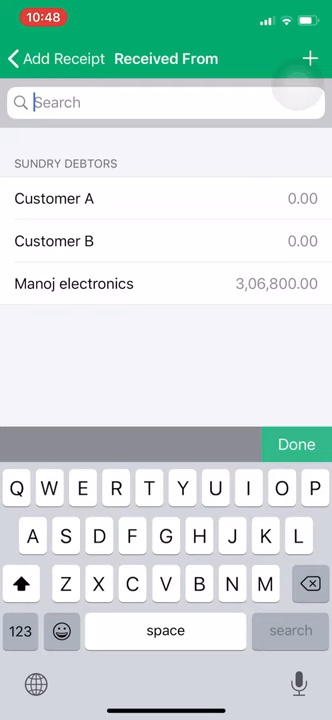 10:48
Add Receipt Received From +
Search
SUNDRY DEBTORS
Customer A 0.00
Customer B 0.00
Manoj electronics 3,06,800.00
Done
Q W E R T Y U I O P
A S D F G H J K L
Z X C V B N M
123 space search